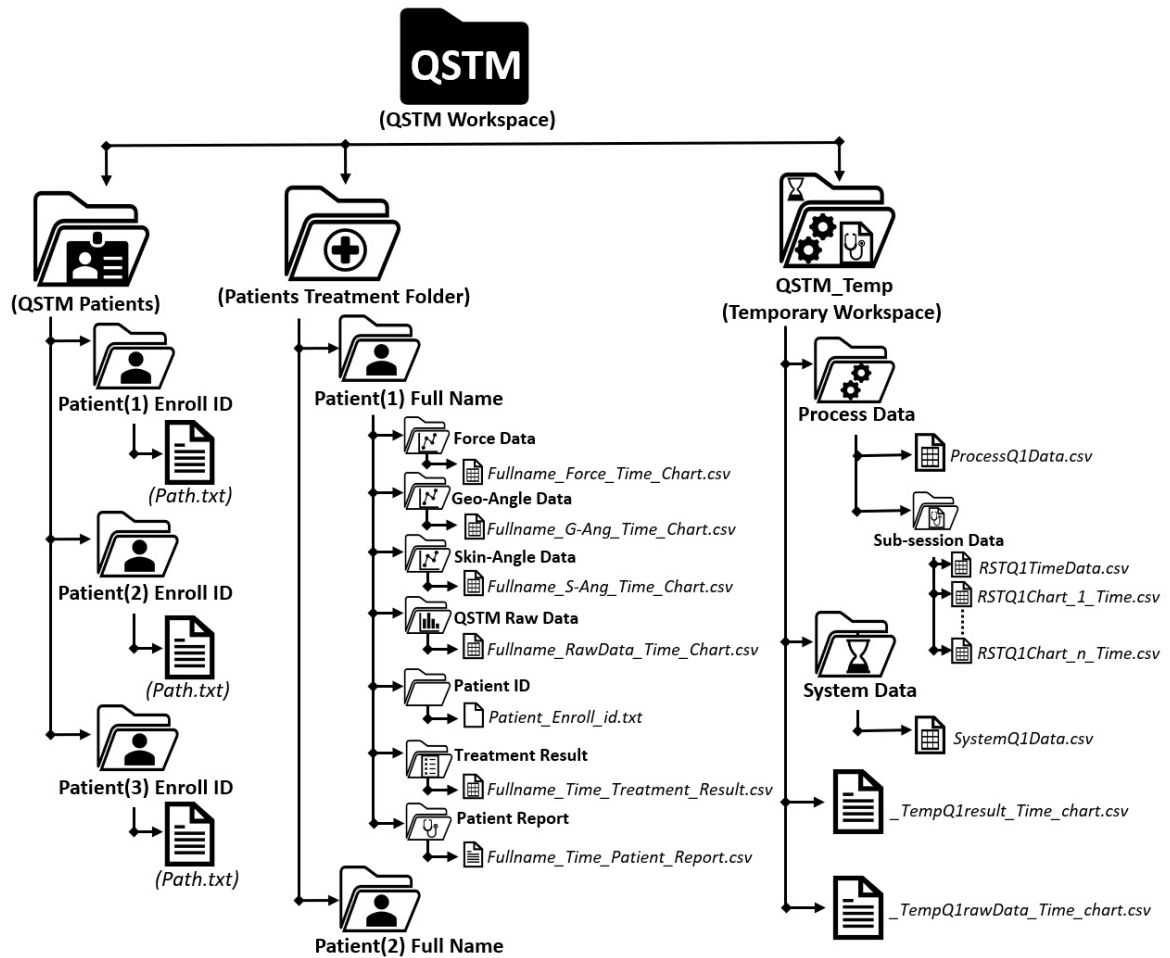 QSTM
(QSTM Workspace)
(QSTM Patients)
Patient(1) Enroll ID
(Path.txt)
Patient(2) Enroll ID
(Path.txt)
Patient(3) Enroll ID
(Path.txt)
(Patients Treatment Folder)
Patient(1) Full Name
Force Data
Fullname_Force_Time_Chart.csv
Geo-Angle Data
Fullname_G-Ang_Time_Chart.csv
Skin-Angle Data
Fullname_S-Ang_Time_Chart.csv
QSTM Raw Data
Fullname_RawData_Time_Chart.csv
Patient ID
Patient_Enroll_id.txt
Treatment Result
Fullname_Time_Treatment_Result.csv
Patient Report
Fullname_Time_Patient_Report.csv
Patient(2) Full Name
QSTM_Temp
(Temporary Workspace)
Process Data
ProcessQ1Data.csv
Sub-session Data
RSTQ1TimeData.csv
RSTQ1Chart_1_Time.csv
RSTQ1Chart_n_Time.csv
System Data
SystemQ1Data.csv
_TempQ1result_Time_chart.csv
_TempQ1rawData_Time_chart.csv